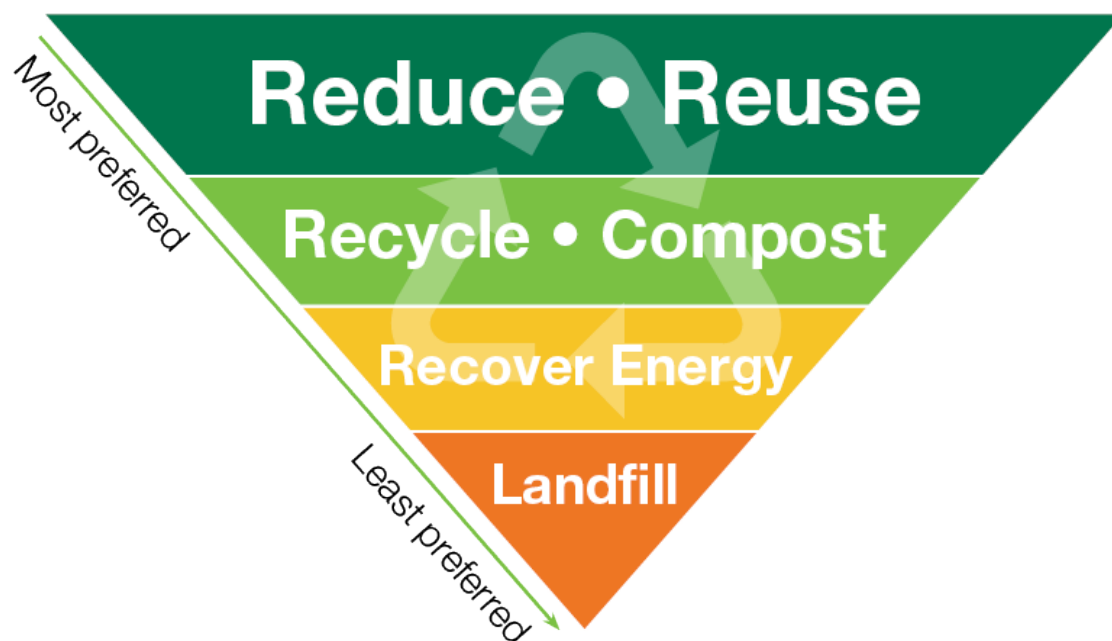 Reduce • Reuse
Most preferred
Recycle • Compost
Recover Energy
Landfill
Least preferred